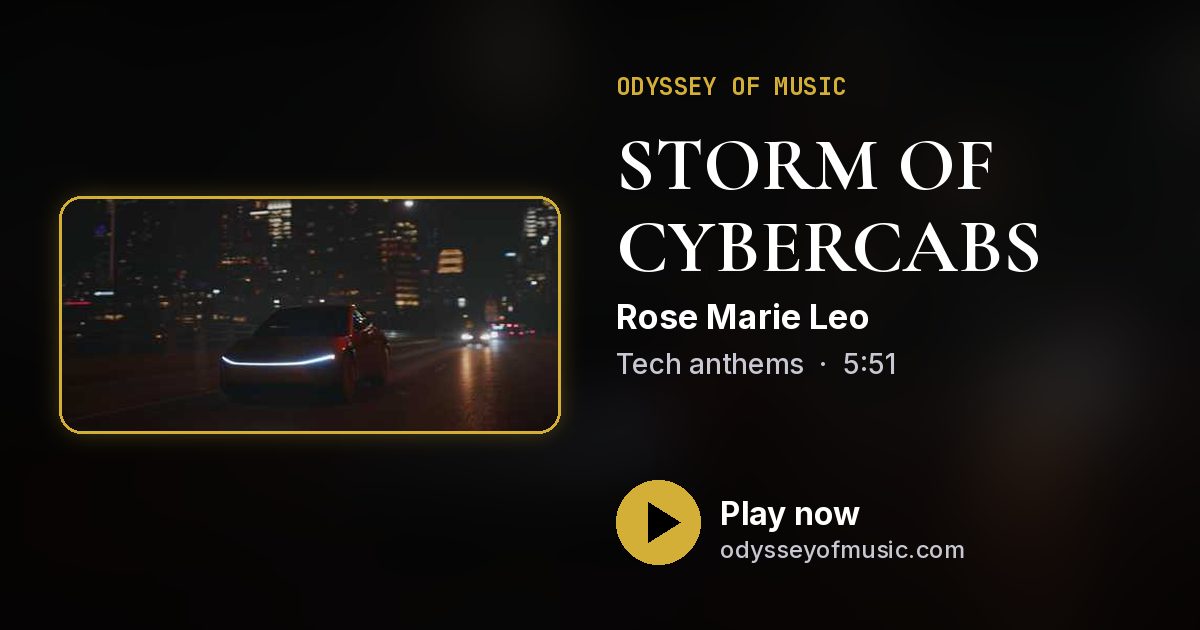 ODYSSEY OF MUSIC
STORM OF
CYBERCABS
Rose Marie Leo
Tech anthems · 5:51
Play now
odysseyofmusic.com